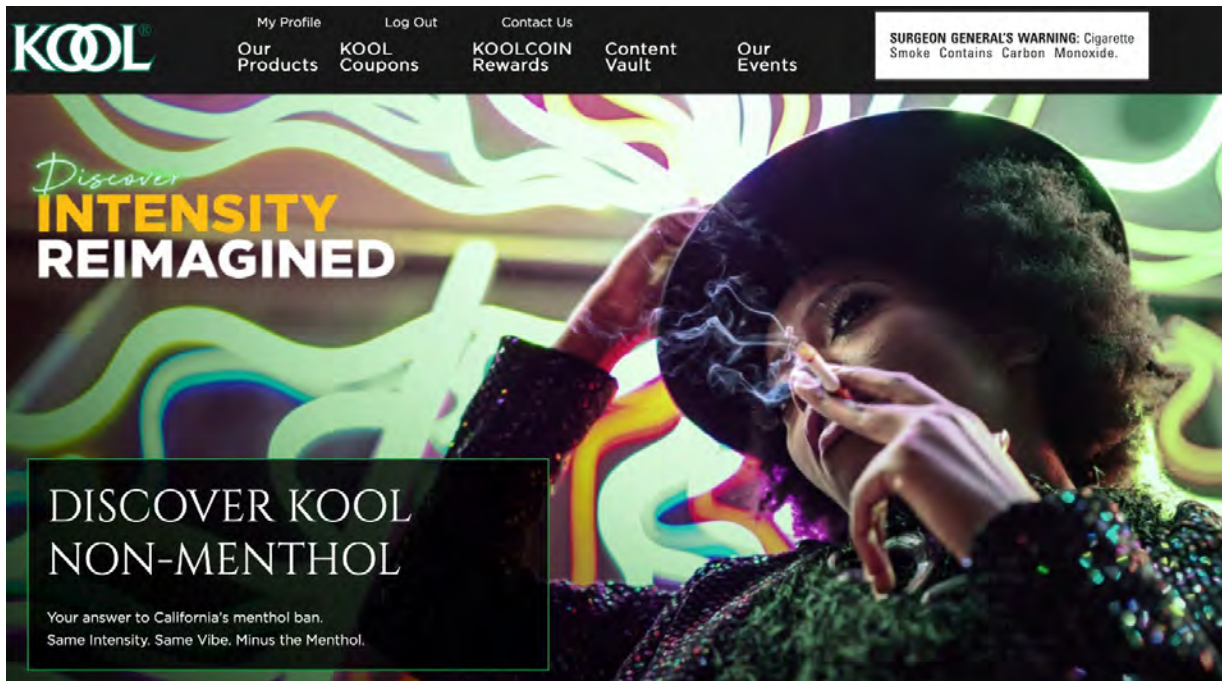 KOOL®
My Profile Log Out Contact Us
Our Products
KOOL Coupons
KOOLCOIN Rewards
Content Vault
Our Events
SURGEON GENERAL'S WARNING: Cigarette
Smoke Contains Carbon Monoxide.
Discover
INTENSITY
REIMAGINED
DISCOVER KOOL
NON-MENTHOL
Your answer to California's menthol ban.
Same Intensity. Same Vibe. Minus the Menthol.